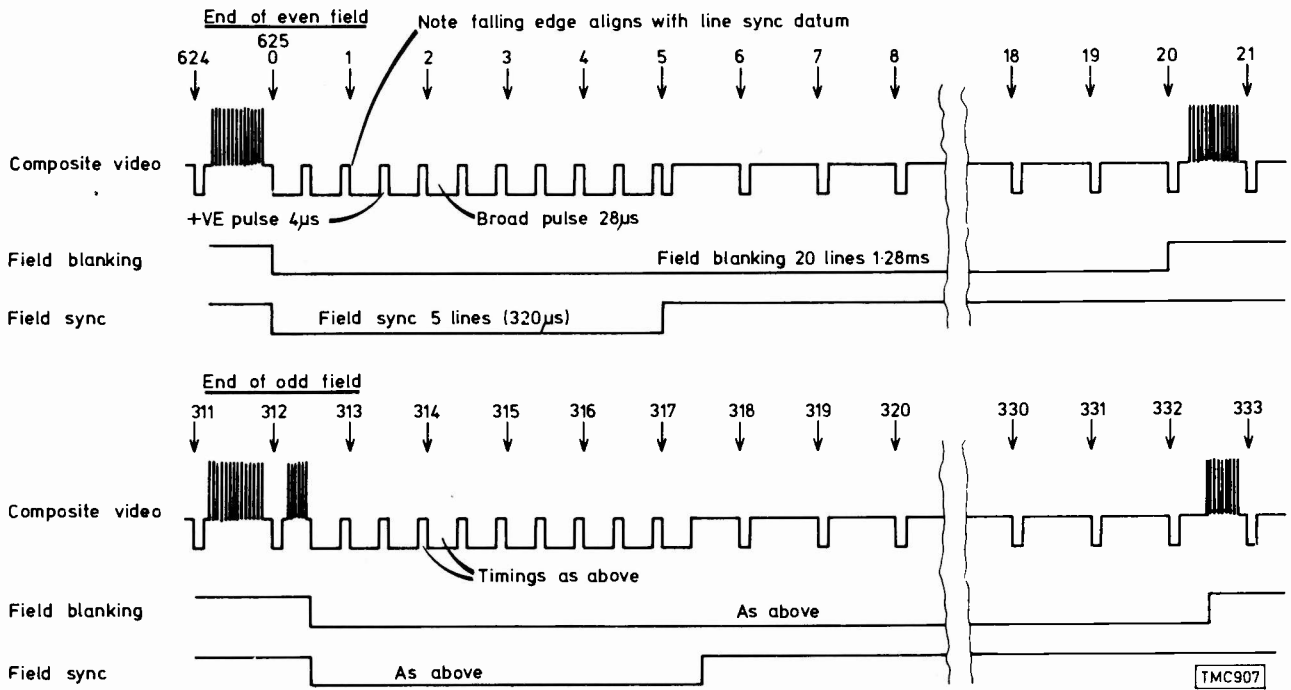 End of even field
Note falling edge aligns with line sync datum
625
624 0 1 2 3 4 5 6 7 8 18 19 20 21
Composite video
+VE pulse 4µs
Broad pulse 28µs
Field blanking
Field blanking 20 lines 1·28ms
Field sync
Field sync 5 lines (320µs)
End of odd field
311 312 313 314 315 316 317 318 319 320 330 331 332 333
Composite video
Timings as above
Field blanking
As above
Field sync
As above
TMC907